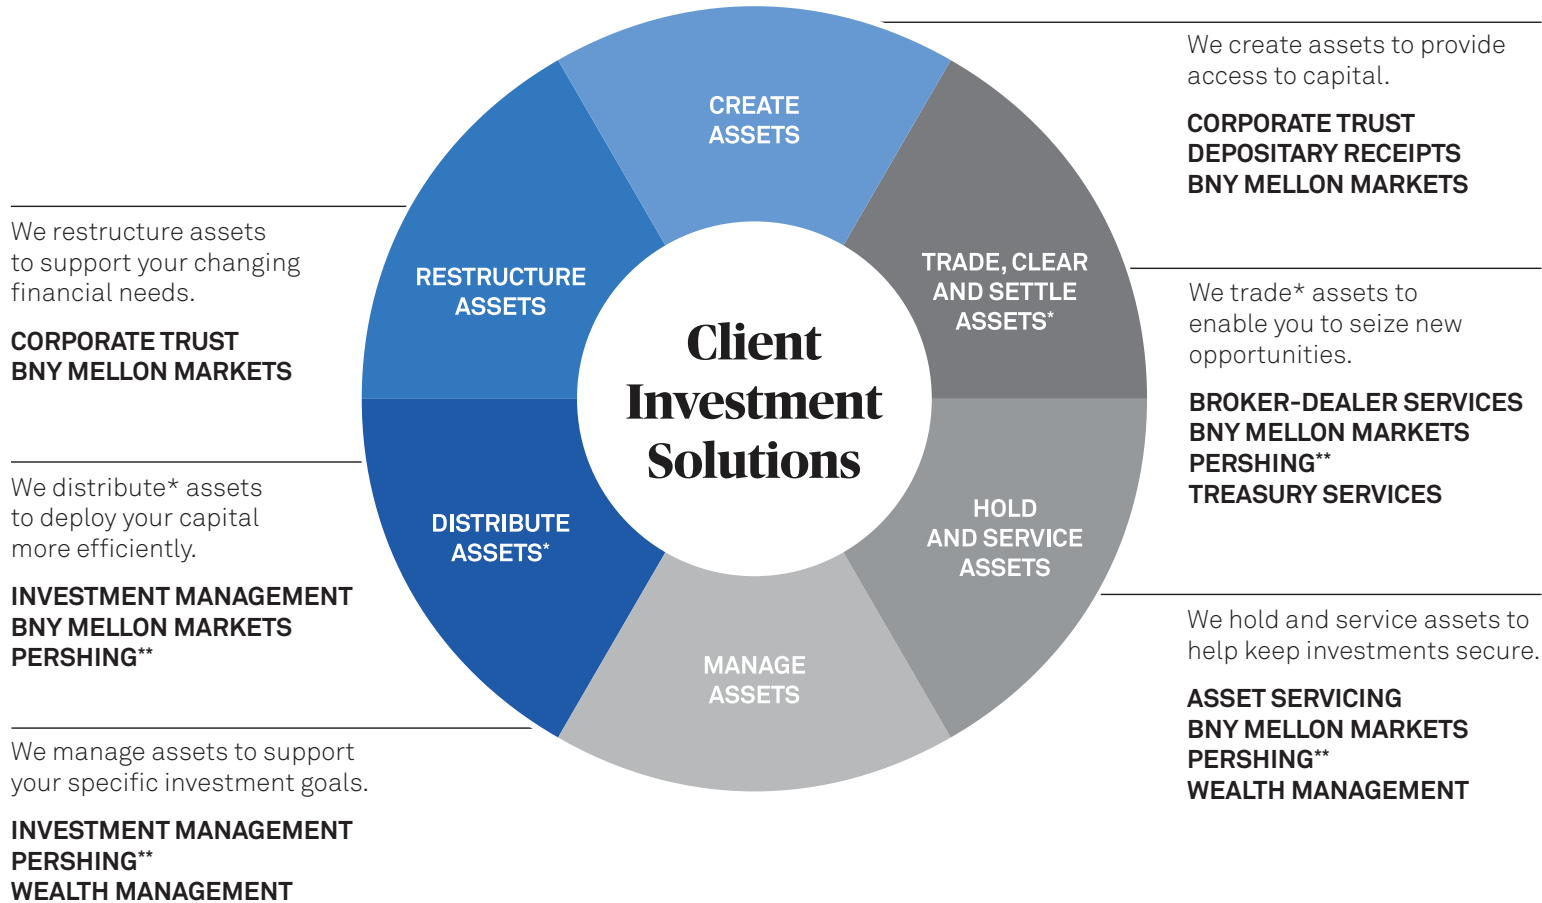 CREATE
ASSETS
TRADE, CLEAR
AND SETTLE
ASSETS*
HOLD
AND SERVICE
ASSETS
MANAGE
ASSETS
DISTRIBUTE
ASSETS*
RESTRUCTURE
ASSETS
Client
Investment
Solutions
We create assets to provide
access to capital.
CORPORATE TRUST
DEPOSITARY RECEIPTS
BNY MELLON MARKETS
We trade* assets to
enable you to seize new
opportunities.
BROKER-DEALER SERVICES
BNY MELLON MARKETS
PERSHING**
TREASURY SERVICES
We hold and service assets to
help keep investments secure.
ASSET SERVICING
BNY MELLON MARKETS
PERSHING**
WEALTH MANAGEMENT
We manage assets to support
your specific investment goals.
INVESTMENT MANAGEMENT
PERSHING**
WEALTH MANAGEMENT
We distribute* assets
to deploy your capital
more efficiently.
INVESTMENT MANAGEMENT
BNY MELLON MARKETS
PERSHING**
We restructure assets
to support your changing
financial needs.
CORPORATE TRUST
BNY MELLON MARKETS